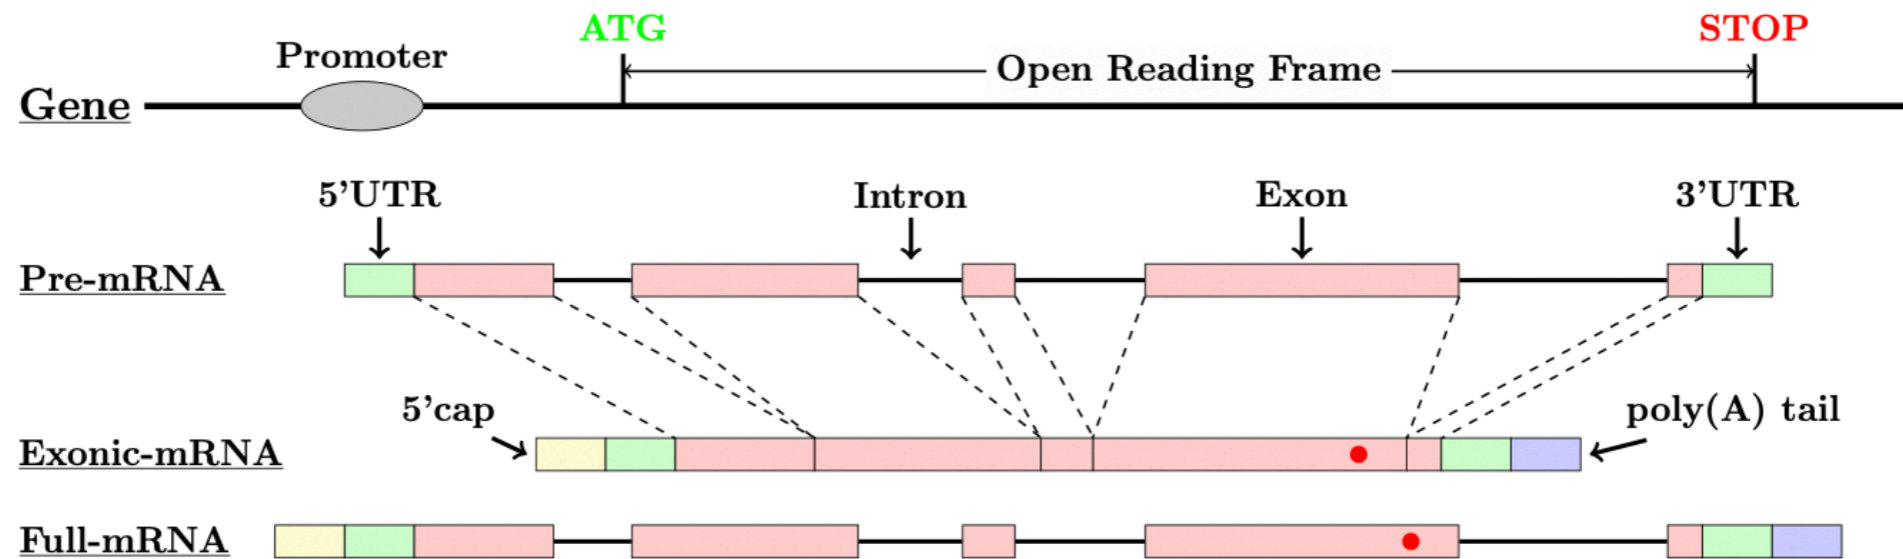 ATG
STOP
Promoter
Open Reading Frame
Gene
5'UTR
Intron
Exon
3'UTR
Pre-mRNA
5'cap
poly(A) tail
Exonic-mRNA
Full-mRNA